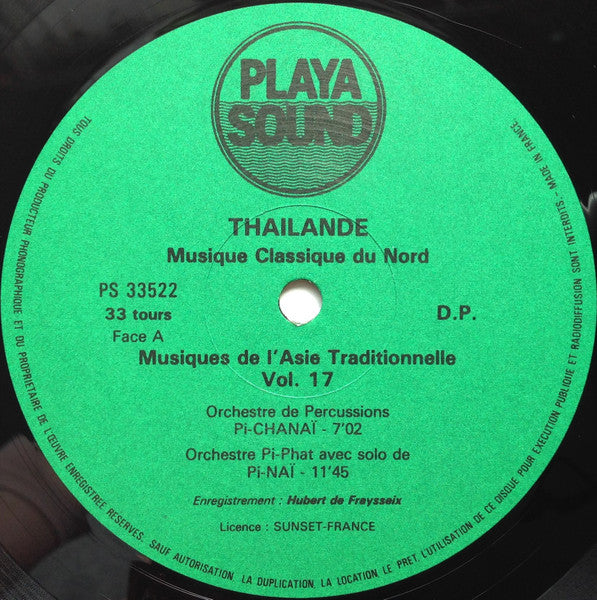 PLAYA
SOUND
THAILANDE
Musique Classique du Nord
PS 33522
33 tours
D.P.
Face A
Musiques de l'Asie Traditionnelle
Vol. 17
Orchestre de Percussions
Pi-CHANAÏ - 7'02
Orchestre Pi-Phat avec solo de
Pi-NAÏ - 11'45
Enregistrement : Hubert de Fraysseix
Licence : SUNSET-FRANCE
TOUS DROITS DU PRODUCTEUR PHONOGRAPHIQUE ET DU PROPRIETAIRE DE L'ŒUVRE ENREGISTREE RESERVES. SAUF AUTORISATION, LA DUPLICATION, LA LOCATION, LE PRET, L'UTILISATION DE CE DISQUE POUR EXECUTION PUBLIQUE ET RADIODIFFUSION SONT INTERDITS - MADE IN FRANCE.